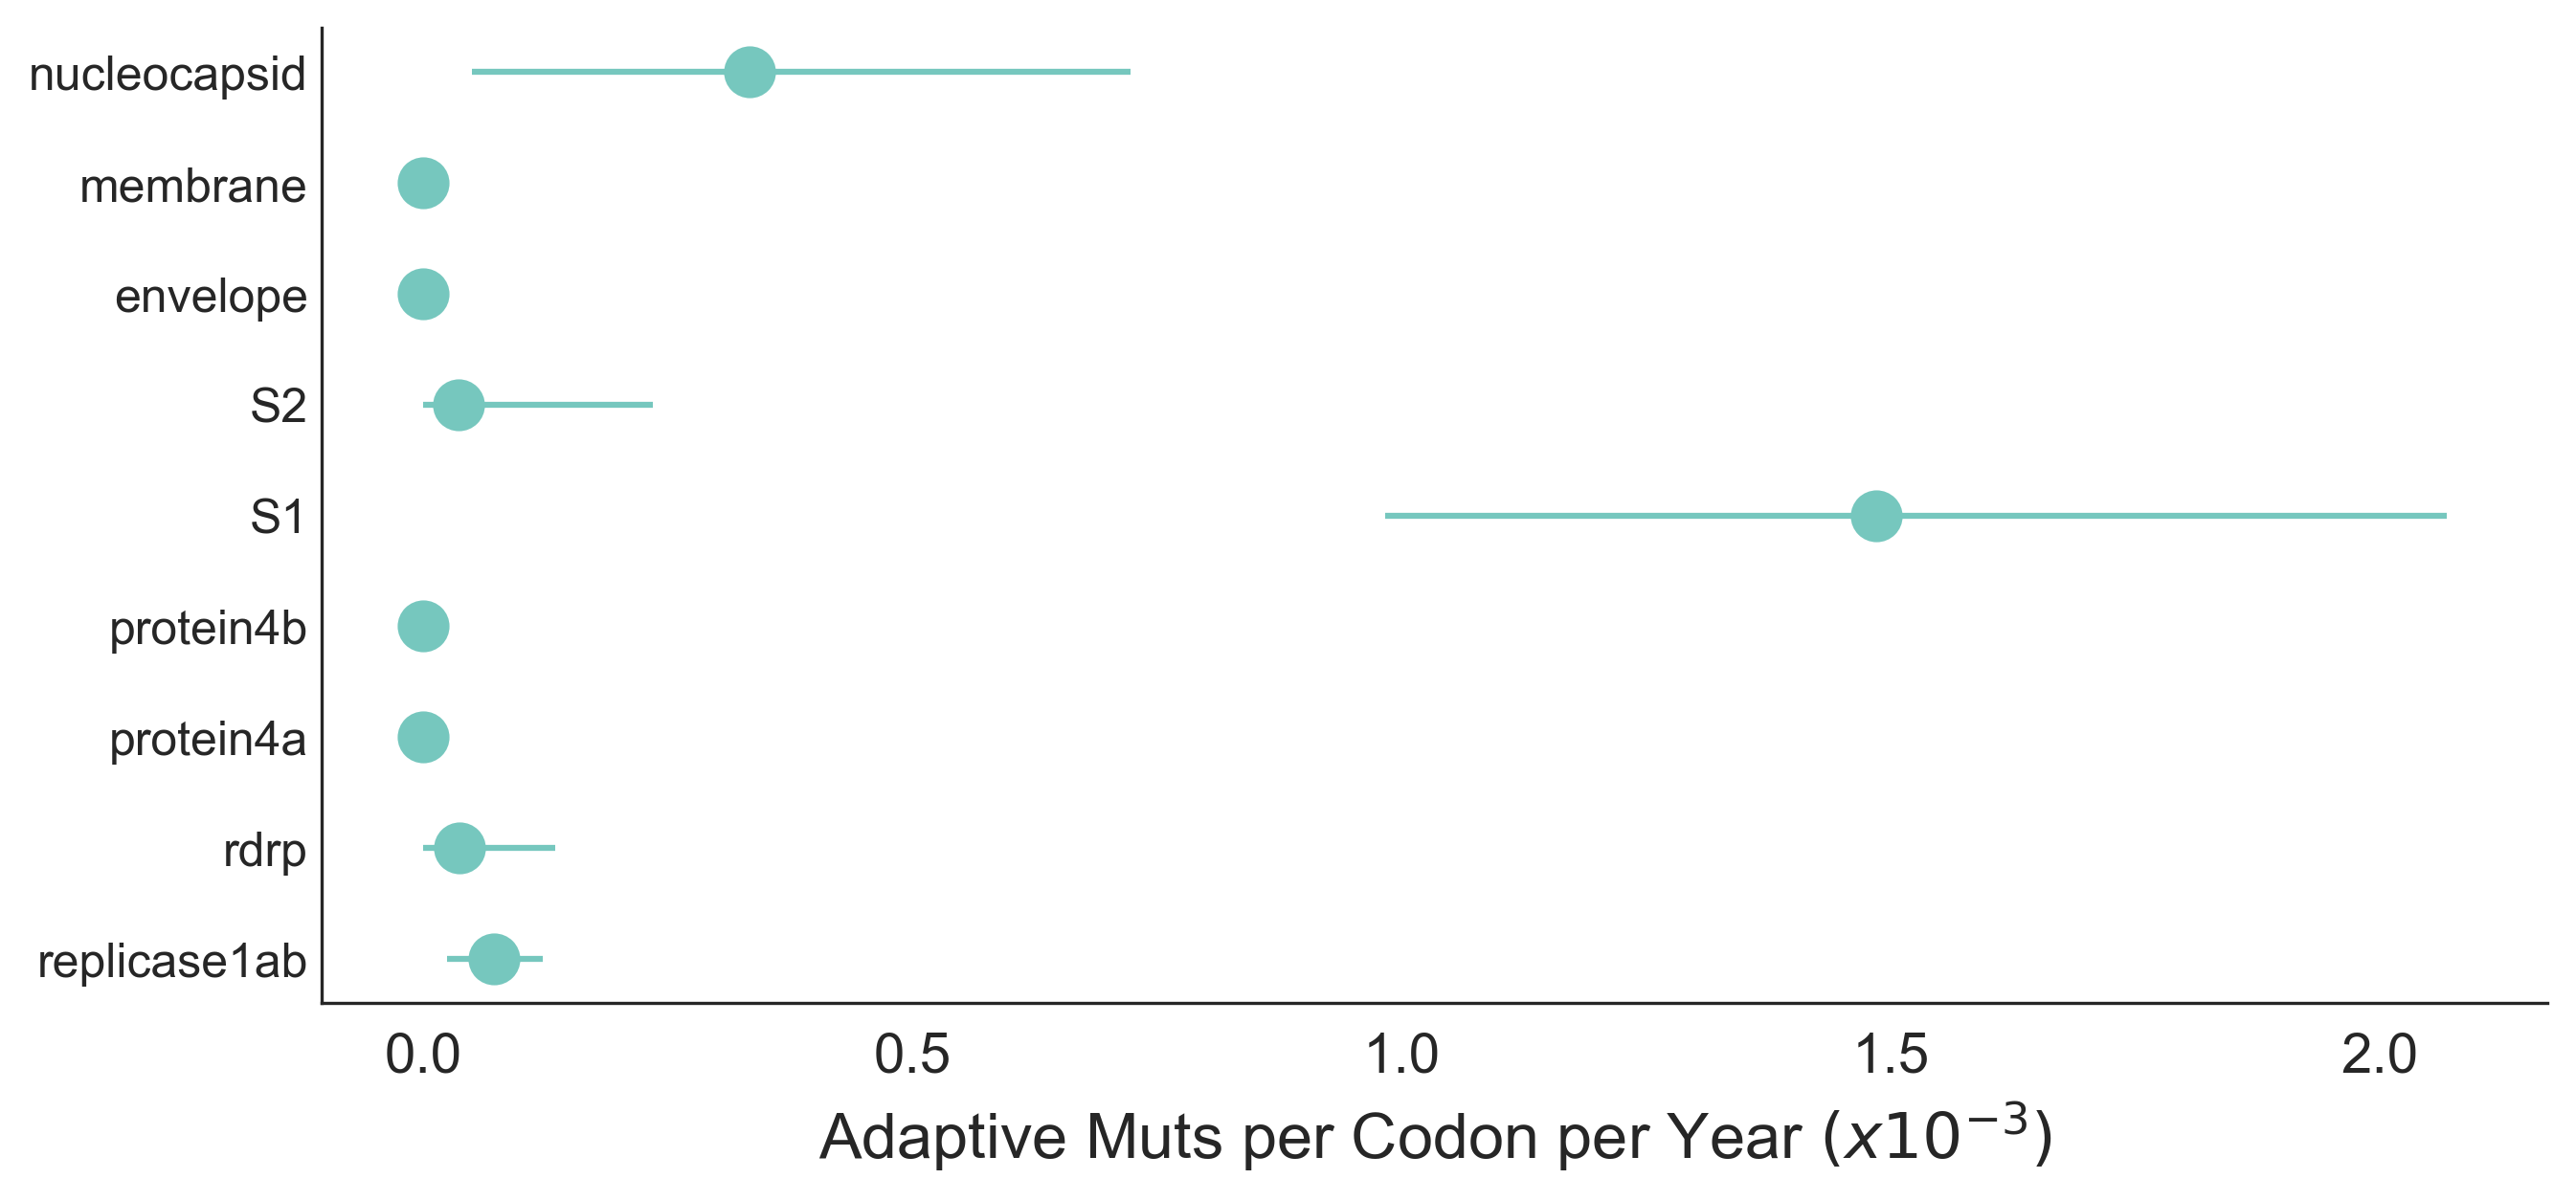 nucleocapsid
membrane
envelope
S2
S1
protein4b
protein4a
rdrp
replicase1ab
0.0 0.5 1.0 1.5 2.0
Adaptive Muts per Codon per Year (x10⁻³)